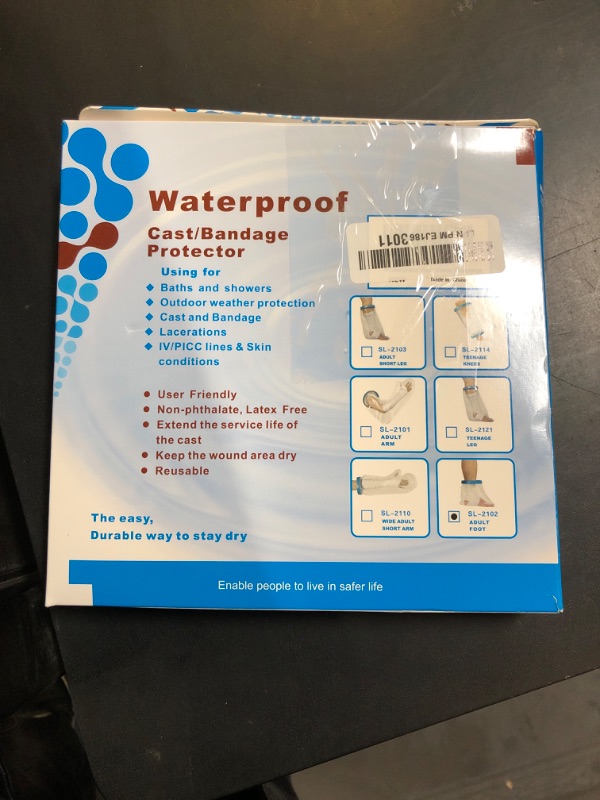 Waterproof
Cast/Bandage
Protector
Using for
Baths and showers
Outdoor weather protection
Cast and Bandage
Lacerations
IV/PICC lines & Skin
conditions
User Friendly
Non-phthalate, Latex Free
Extend the service life of
the cast
Keep the wound area dry
Reusable
The easy,
Durable way to stay dry
3011
SL-2103
ADULT
SHORT LEG
SL-2114
TEENAGE
KNEES
SL-2101
ADULT
ARM
SL-2121
TEENAGE
LEG
SL-2110
WIDE ADULT
SHORT ARM
SL-2102
ADULT
FOOT
Enable people to live in safer life